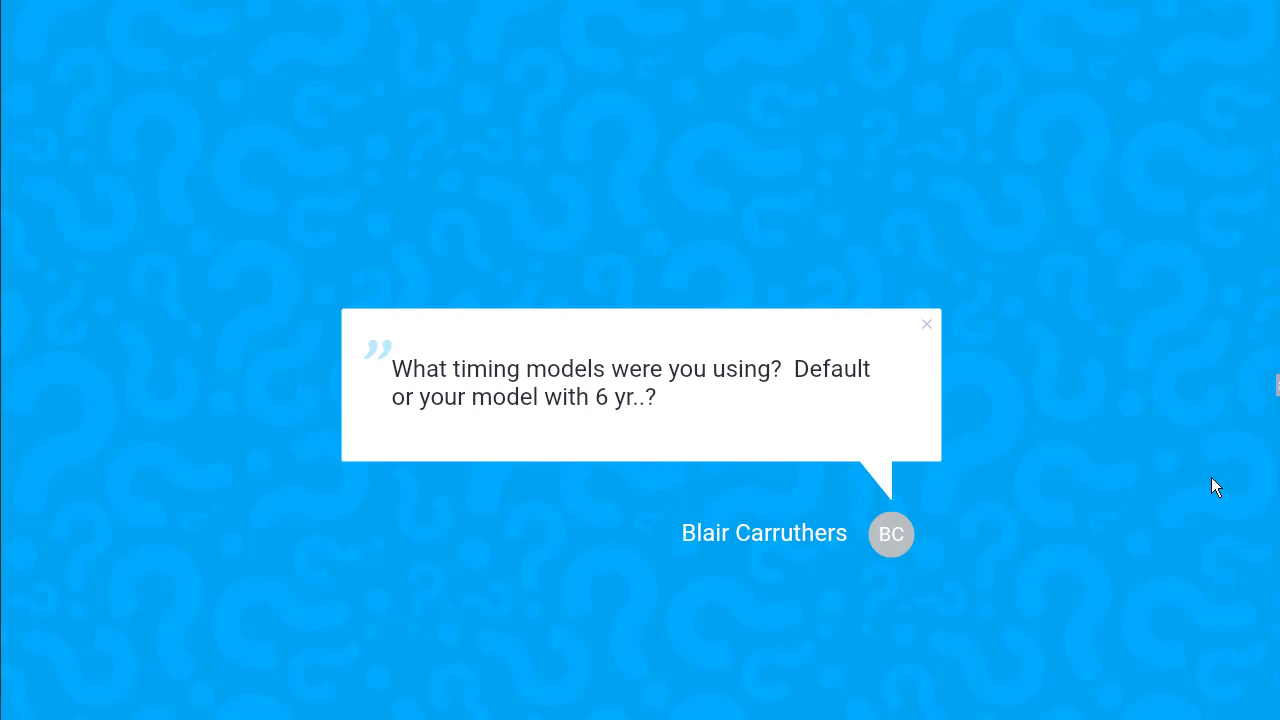 What timing models were you using?  Default
or your model with 6 yr..?
Blair Carruthers
BC